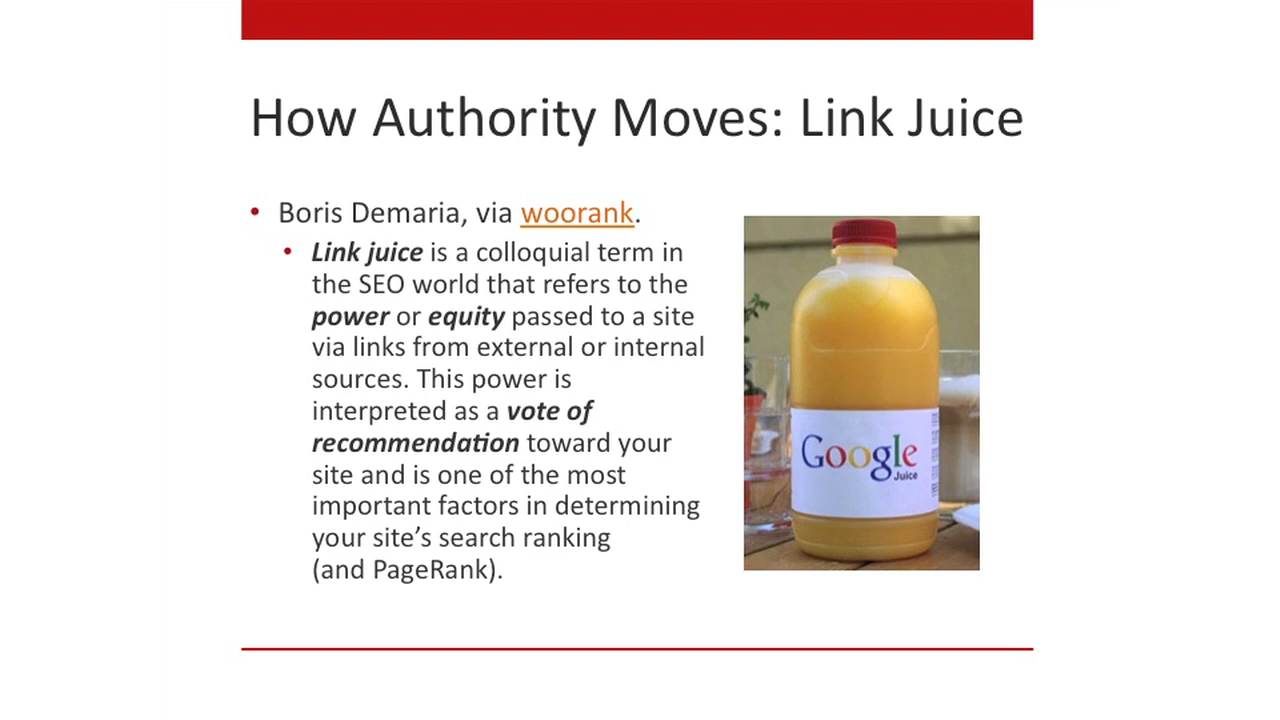 How Authority Moves: Link Juice
• Boris Demaria, via woorank.
• Link juice is a colloquial term in
the SEO world that refers to the
power or equity passed to a site
via links from external or internal
sources. This power is
interpreted as a vote of
recommendation toward your
site and is one of the most
important factors in determining
your site’s search ranking
(and PageRank).
Google
Juice